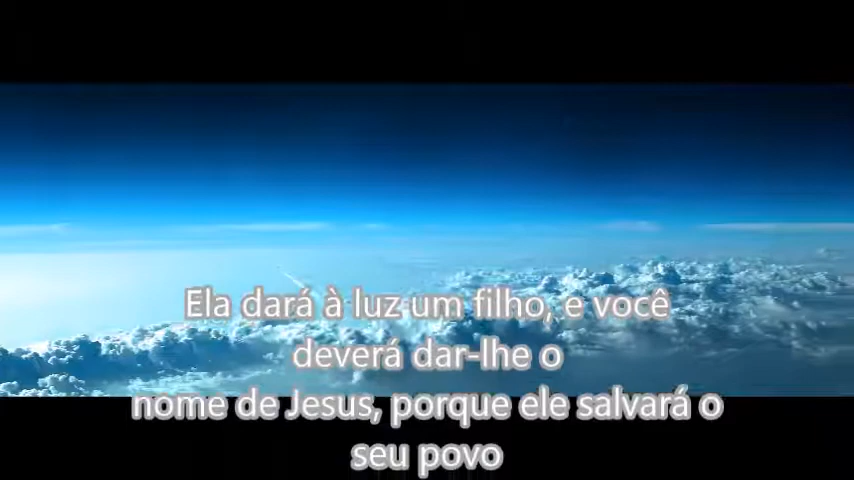 Ela dará à luz um filho, e você
deverá dar-lhe o
nome de Jesus, porque ele salvará o
seu povo